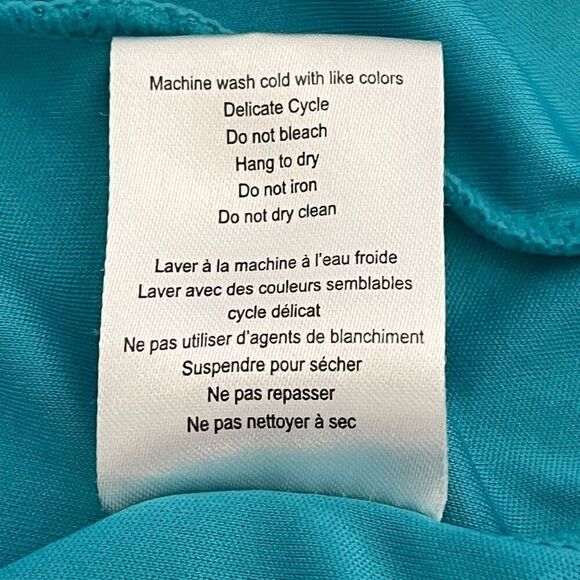 Machine wash cold with like colors
Delicate Cycle
Do not bleach
Hang to dry
Do not iron
Do not dry clean
Laver à la machine à l'eau froide
Laver avec des couleurs semblables
cycle délicat
Ne pas utiliser d'agents de blanchiment
Suspendre pour sécher
Ne pas repasser
Ne pas nettoyer à sec